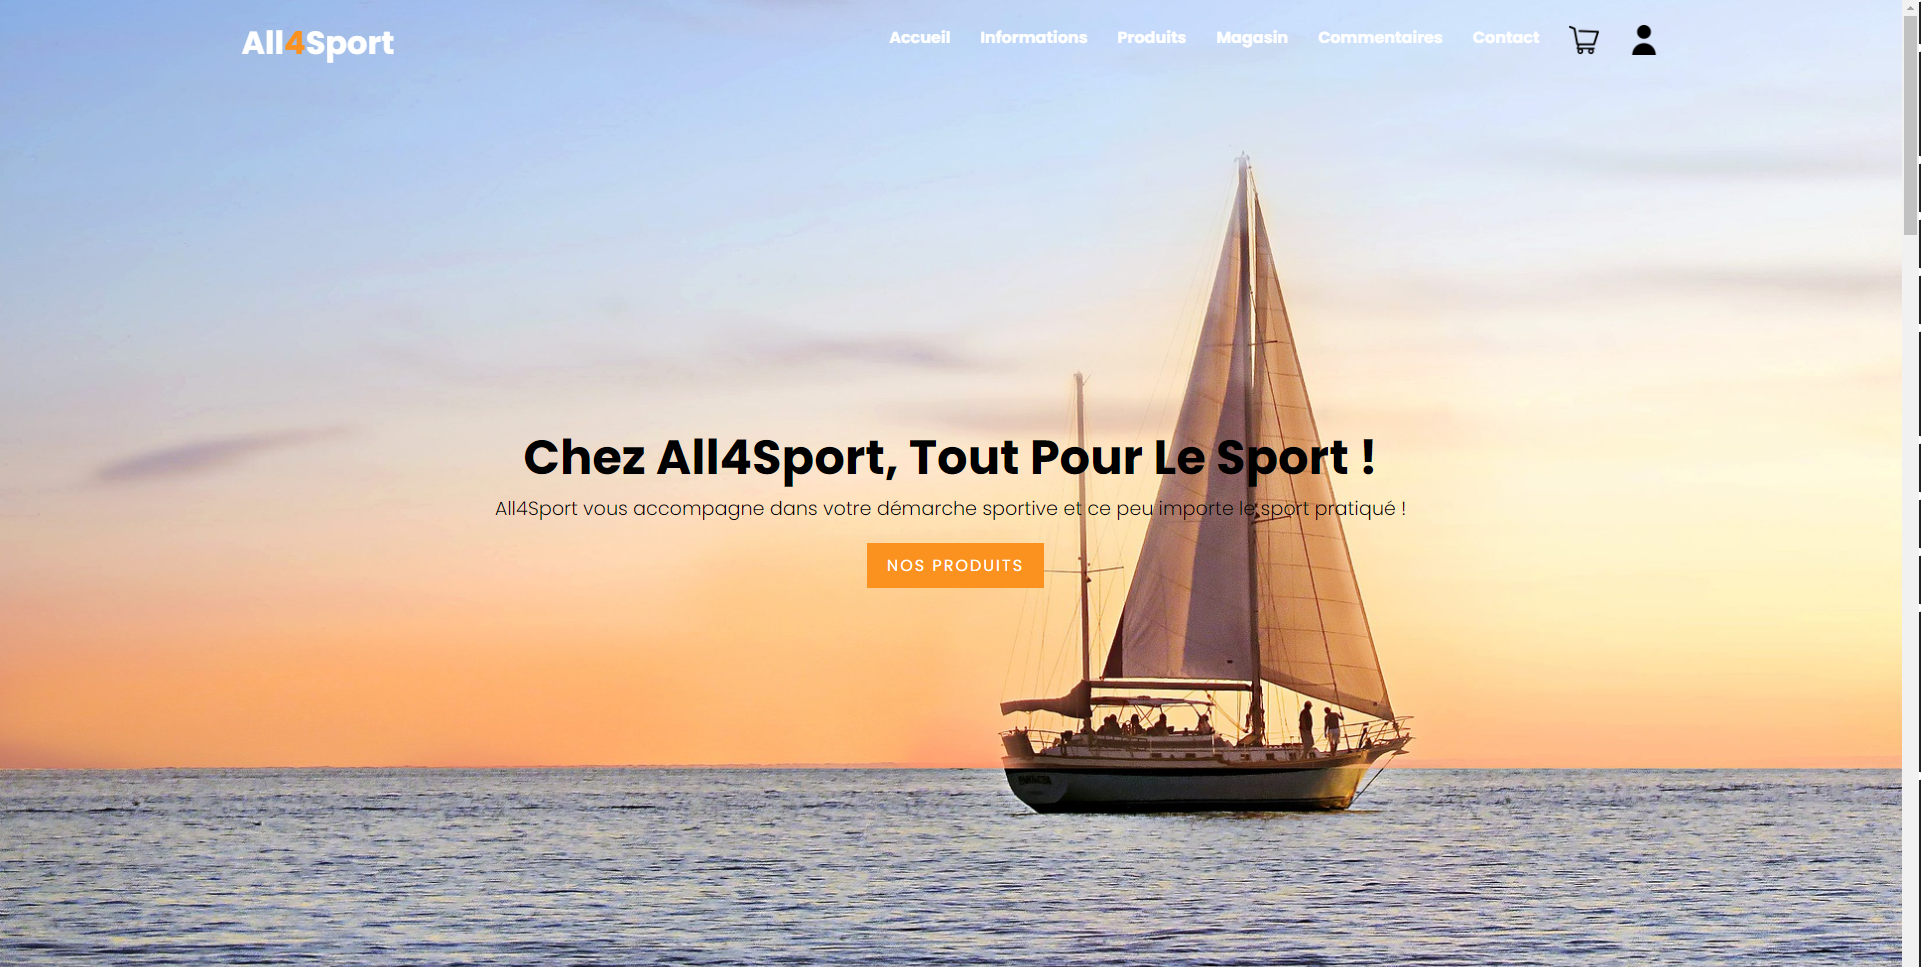 All4Sport
Accueil Informations Produits Magasin Commentaires Contact
Chez All4Sport, Tout Pour Le Sport !
All4Sport vous accompagne dans votre démarche sportive et ce peu importe le sport pratiqué !
NOS PRODUITS